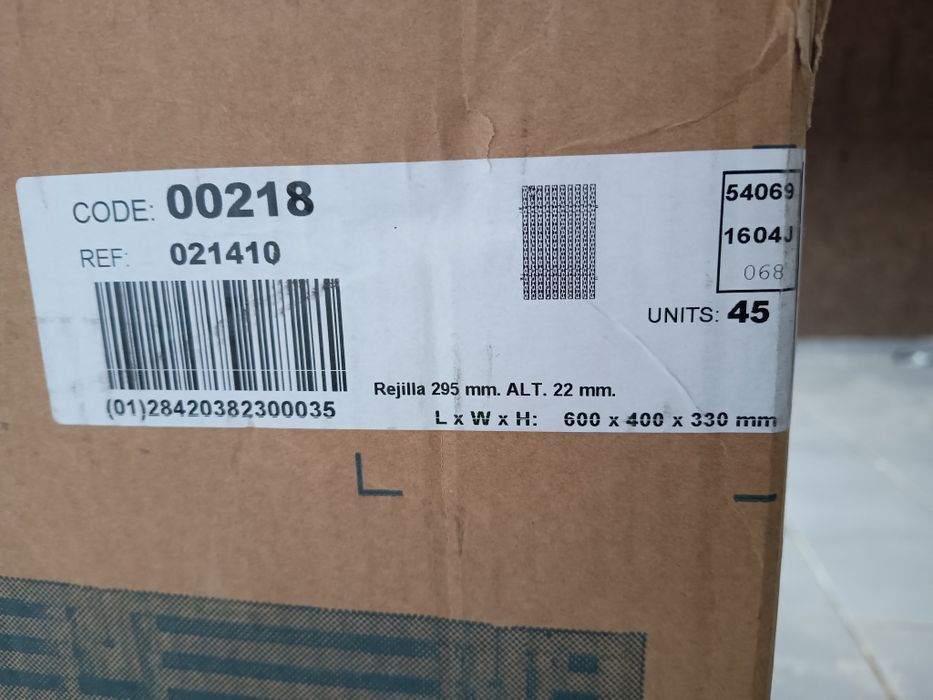 CODE: 00218
REF: 021410
(01)28420382300035
54069
1604J
068
UNITS: 45
Rejilla 295 mm. ALT. 22 mm.
L x W x H: 600 x 400 x 330 mm